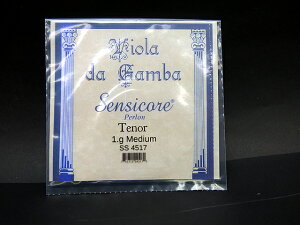 Viola
da Gamba
Sensicore®
Perlon
Tenor
1.g Medium
SS 4517